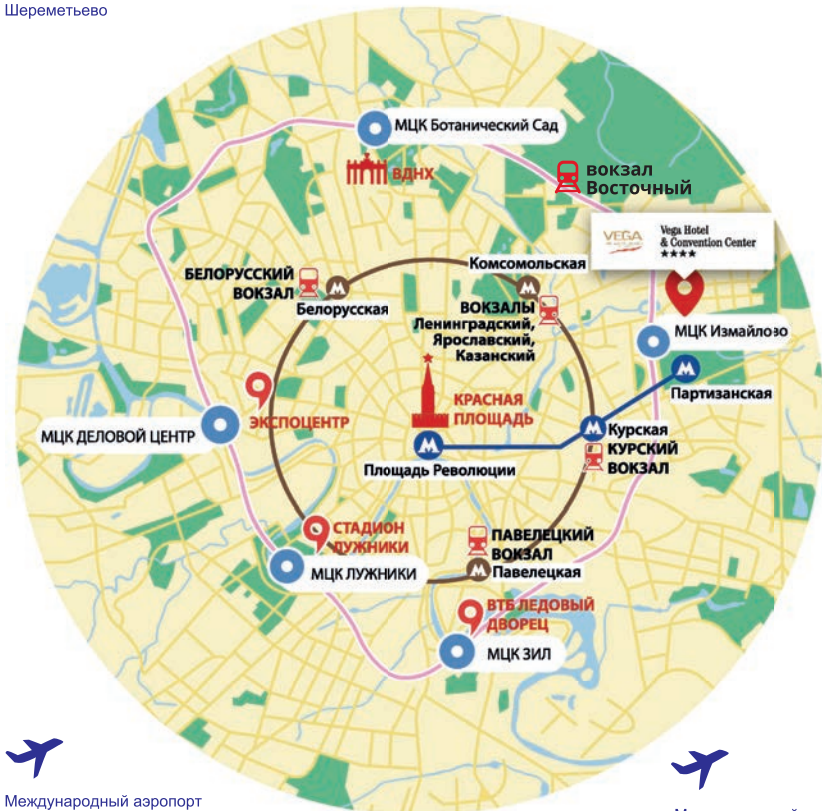 Шереметьево
МЦК Ботанический Сад
ВДНХ
вокзал
Восточный
VEGA
Vega Hotel
& Convention Center
Комсомольская
БЕЛОРУССКИЙ
ВОКЗАЛ
Белорусская
ВОКЗАЛЫ
Ленинградский,
Ярославский,
Казанский
МЦК Измайлово
Партизанская
ЭКСПОЦЕНТР
КРАСНАЯ
ПЛОЩАДЬ
МЦК ДЕЛОВОЙ ЦЕНТР
Курская
КУРСКИЙ
ВОКЗАЛ
Площадь Революции
СТАДИОН
ЛУЖНИКИ
МЦК ЛУЖНИКИ
ПАВЕЛЕЦКИЙ
ВОКЗАЛ
Павелецкая
ВТБ ЛЕДОВЫЙ
ДВОРЕЦ
МЦК ЗИЛ
Международный аэропорт